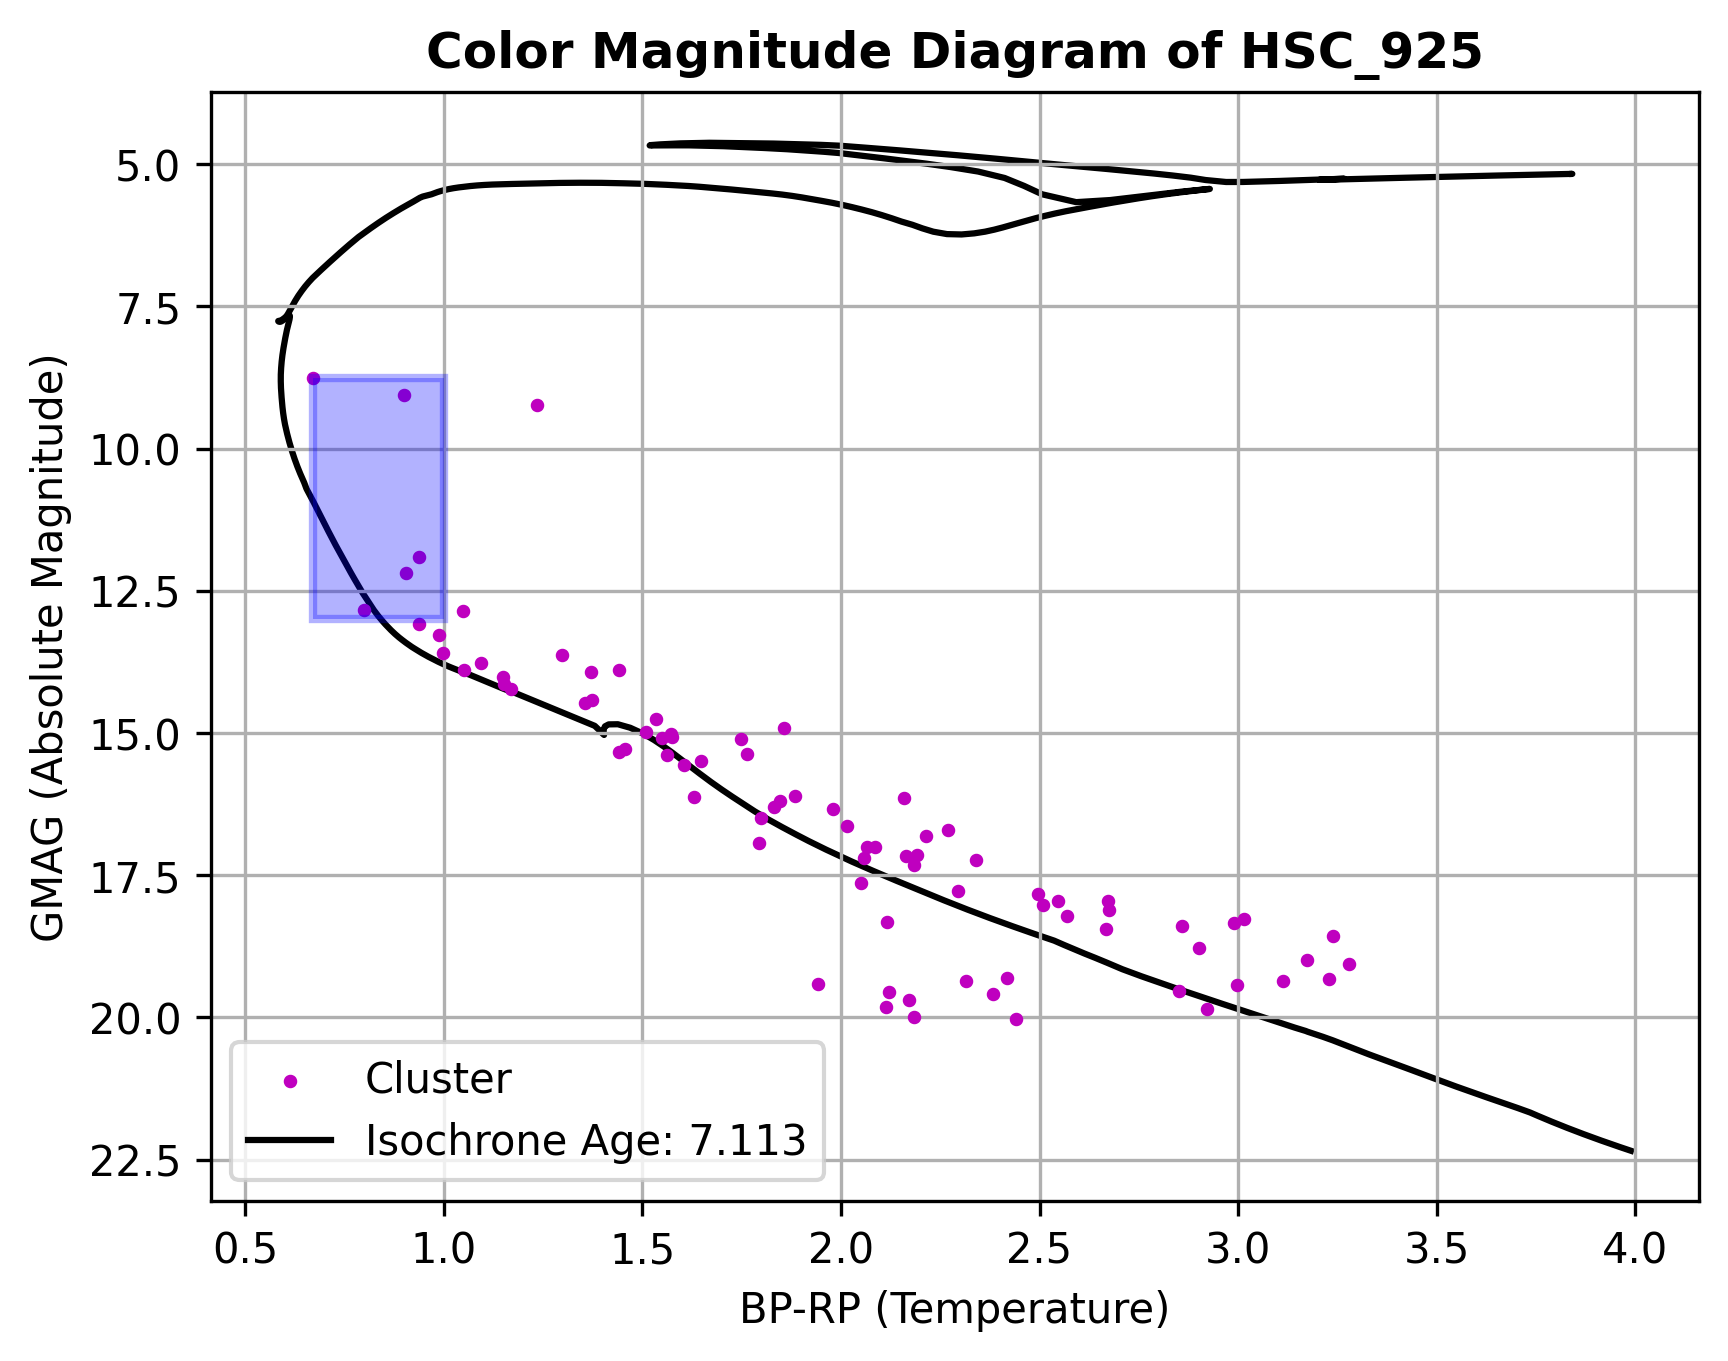 Color Magnitude Diagram of HSC_925
GMAG (Absolute Magnitude)
5.0
7.5
10.0
12.5
15.0
17.5
20.0
22.5
Cluster
Isochrone Age: 7.113
0.5 1.0 1.5 2.0 2.5 3.0 3.5 4.0
BP-RP (Temperature)